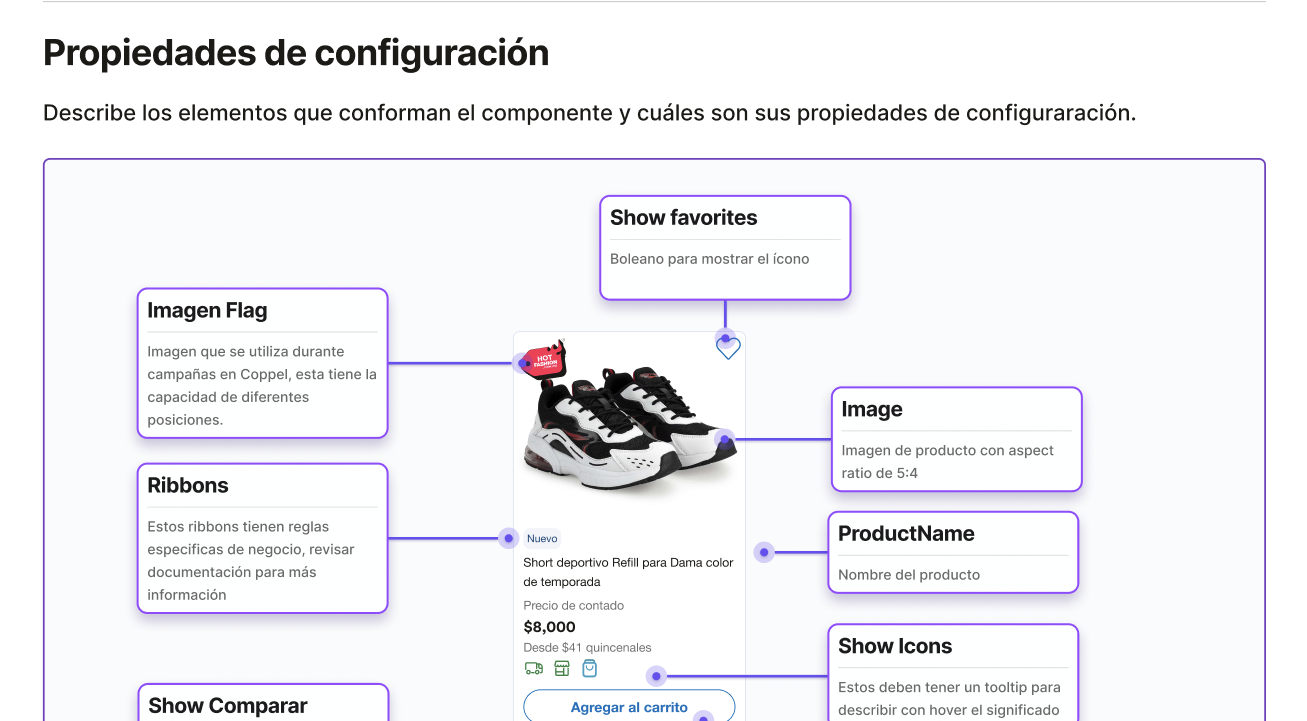 Propiedades de configuración
Describe los elementos que conforman el componente y cuáles son sus propiedades de configuraración.
Show favorites
Boleano para mostrar el ícono
Imagen Flag
Imagen que se utiliza durante
campañas en Coppel, esta tiene la
capacidad de diferentes
posiciones.
HOT
FASHION
Image
Imagen de producto con aspect
ratio de 5:4
Ribbons
Estos ribbons tienen reglas
especificas de negocio, revisar
documentación para más
información
ProductName
Nombre del producto
Nuevo
Short deportivo Refill para Dama color
de temporada
Precio de contado
$8,000
Desde $41 quincenales
Agregar al carrito
Show Icons
Estos deben tener un tooltip para
describir con hover el significado
Show Comparar